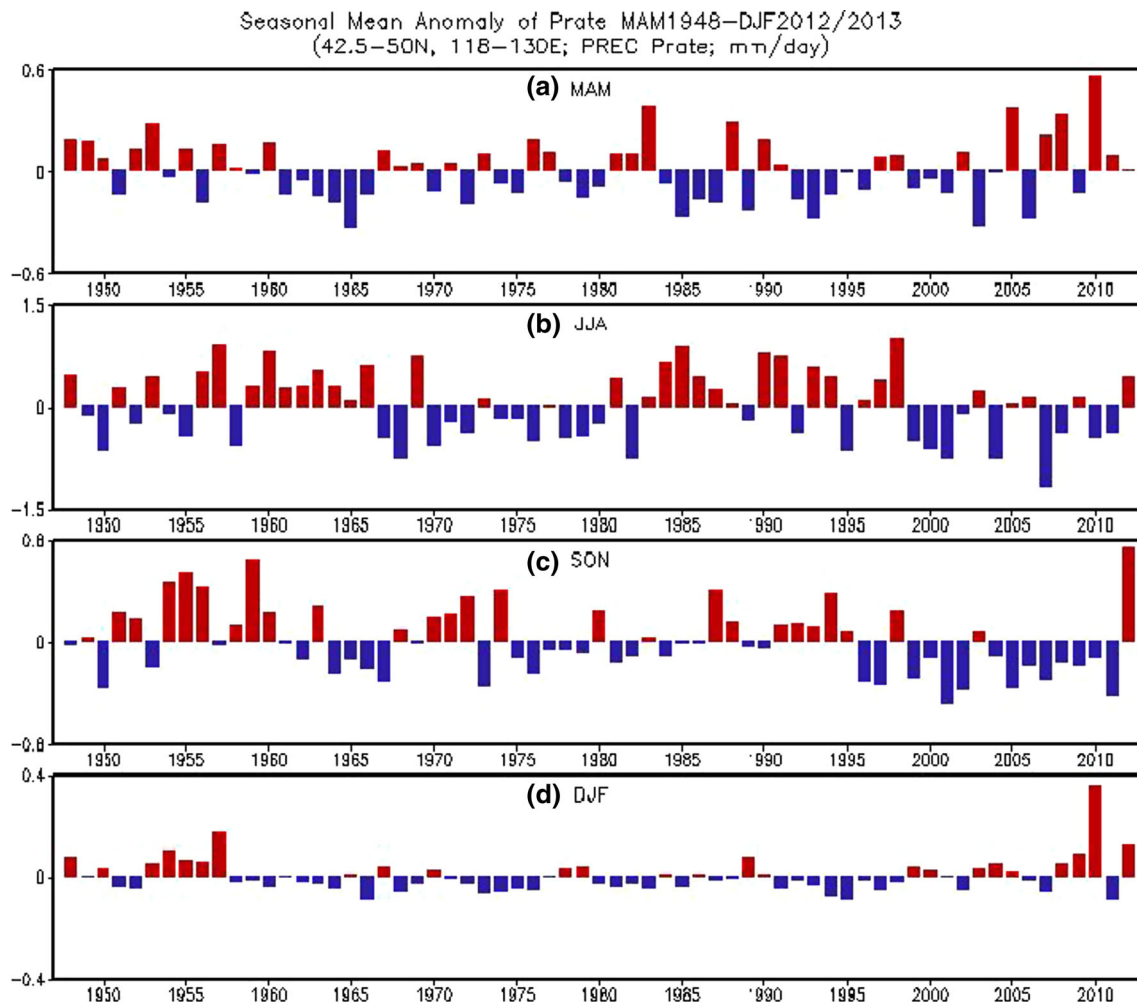 Seasonal Mean Anomaly of Prate MAM1948-DJF2012/2013
(42.5-50N, 118-130E; PREC Prate; mm/day)
(a) MAM
0.6
0
-0.6
1950 1955 1960 1965 1970 1975 1980 1985 1990 1995 2000 2005 2010
(b) JJA
1.5
0
-1.5
1950 1955 1960 1965 1970 1975 1980 1985 1990 1995 2000 2005 2010
(c) SON
0.8
0
-0.8
1950 1955 1960 1965 1970 1975 1980 1985 1990 1995 2000 2005 2010
(d) DJF
0.4
0
-0.4
1950 1955 1960 1965 1970 1975 1980 1985 1990 1995 2000 2005 2010